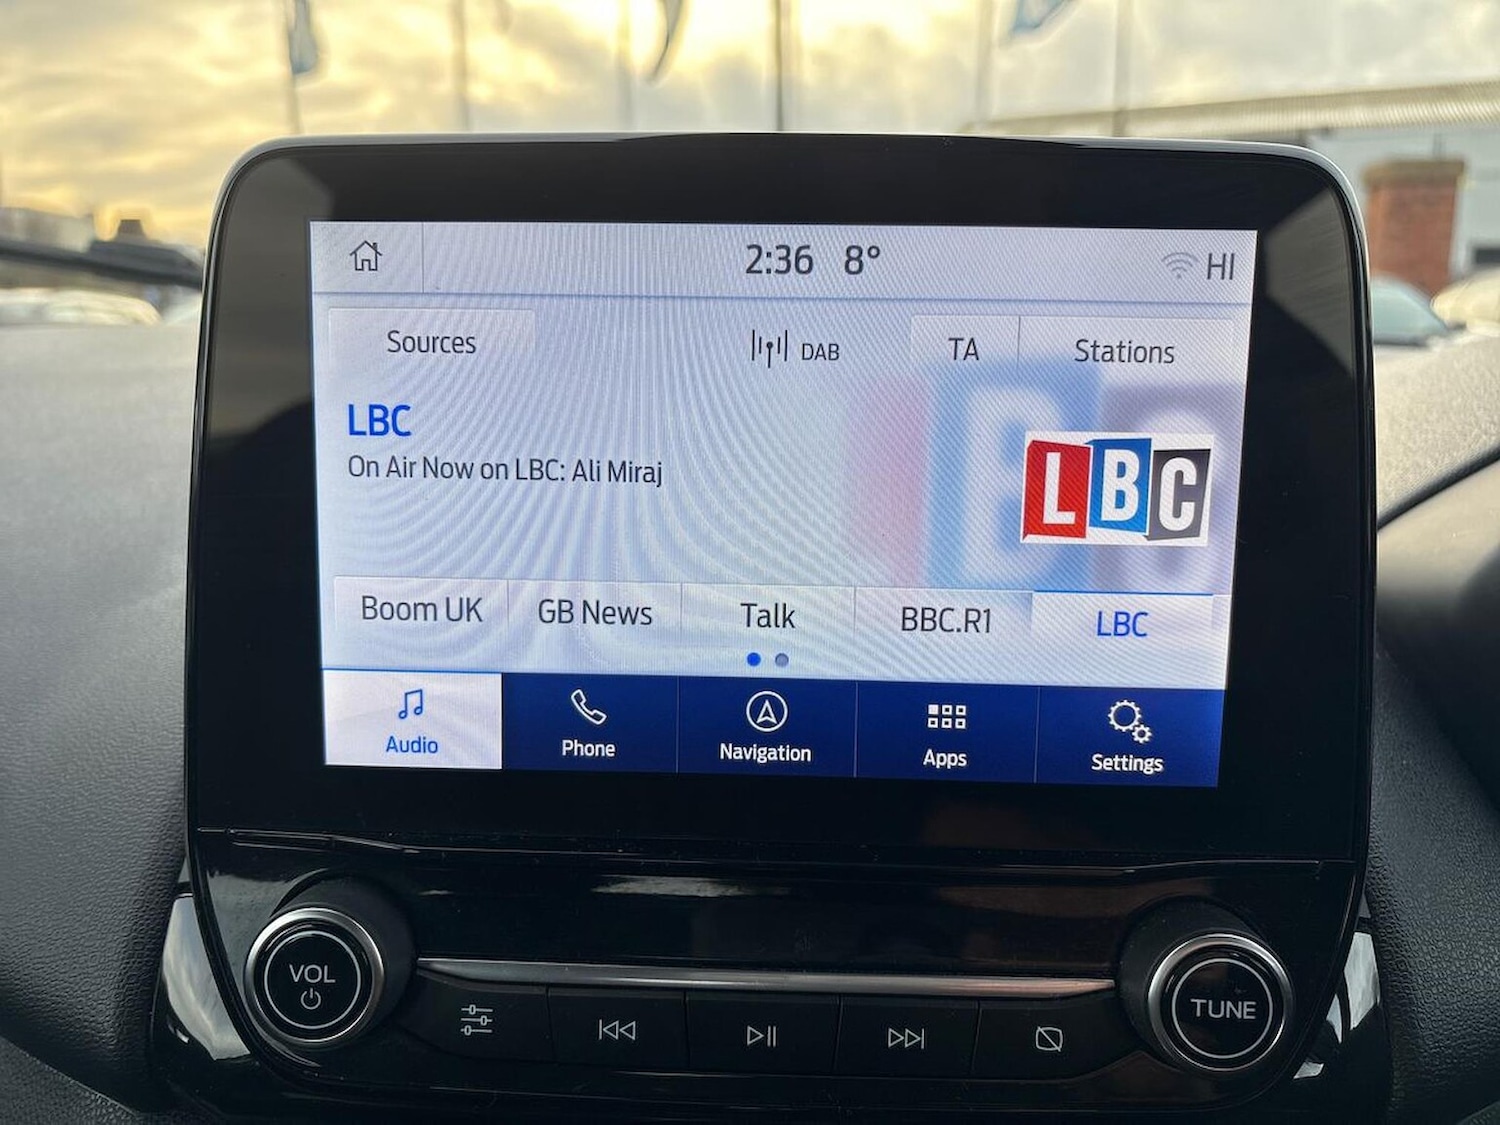 2:36 8° HI
Sources DAB TA Stations
LBC
On Air Now on LBC: Ali Miraj
LBC
Boom UK GB News Talk BBC.R1 LBC
Audio Phone Navigation Apps Settings
VOL
TUNE